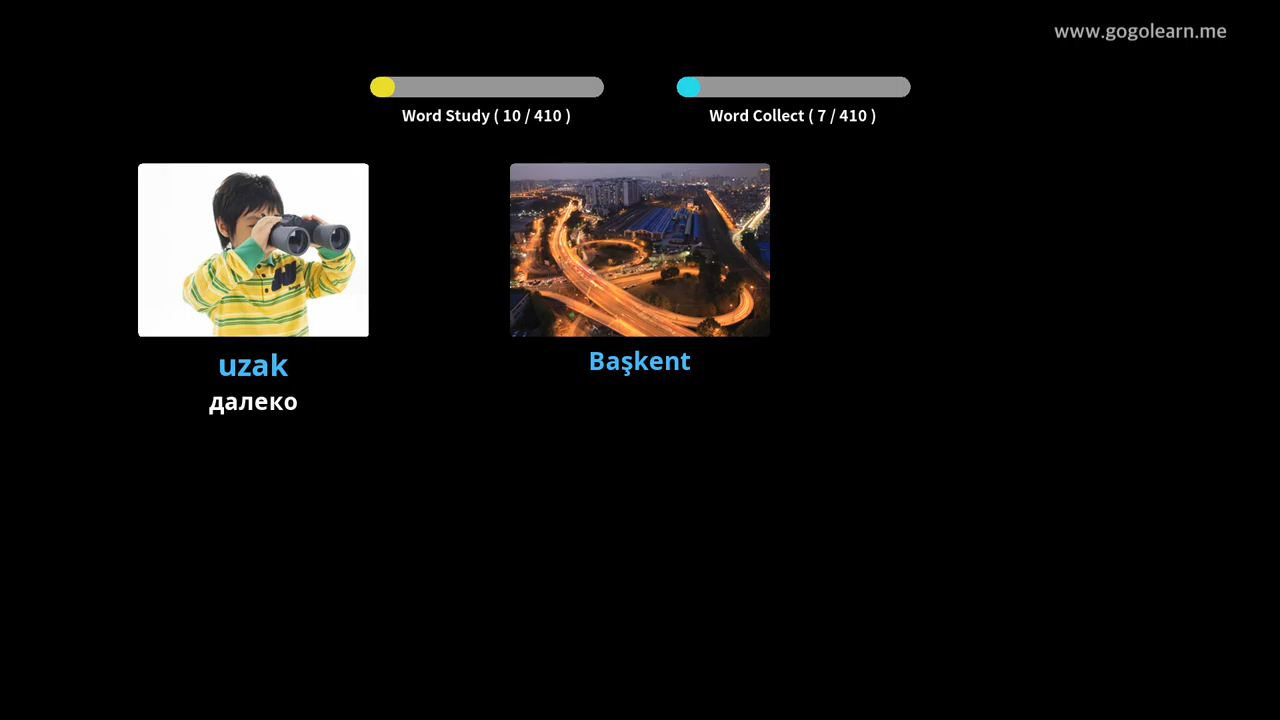 www.gogolearn.me
Word Study ( 10 / 410 )
Word Collect ( 7 / 410 )
uzak
далеко
Başkent